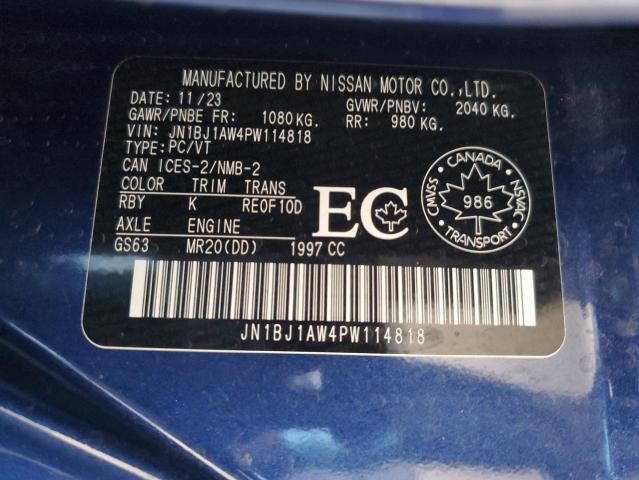 MANUFACTURED BY NISSAN MOTOR CO.,LTD.
DATE: 11/23 GVWR/PNBV: 2040 KG.
GAWR/PNBE FR: 1080 KG. RR: 980 KG.
VIN: JN1BJ1AW4PW114818
TYPE: PC/VT
CAN ICES-2/NMB-2
COLOR TRIM TRANS
RBY K RE0F10D
AXLE ENGINE
GS63 MR20(DD) 1997 CC
EC
CANADA
CMVSS 986 NSVAC
TRANSPORT
JN1BJ1AW4PW114818